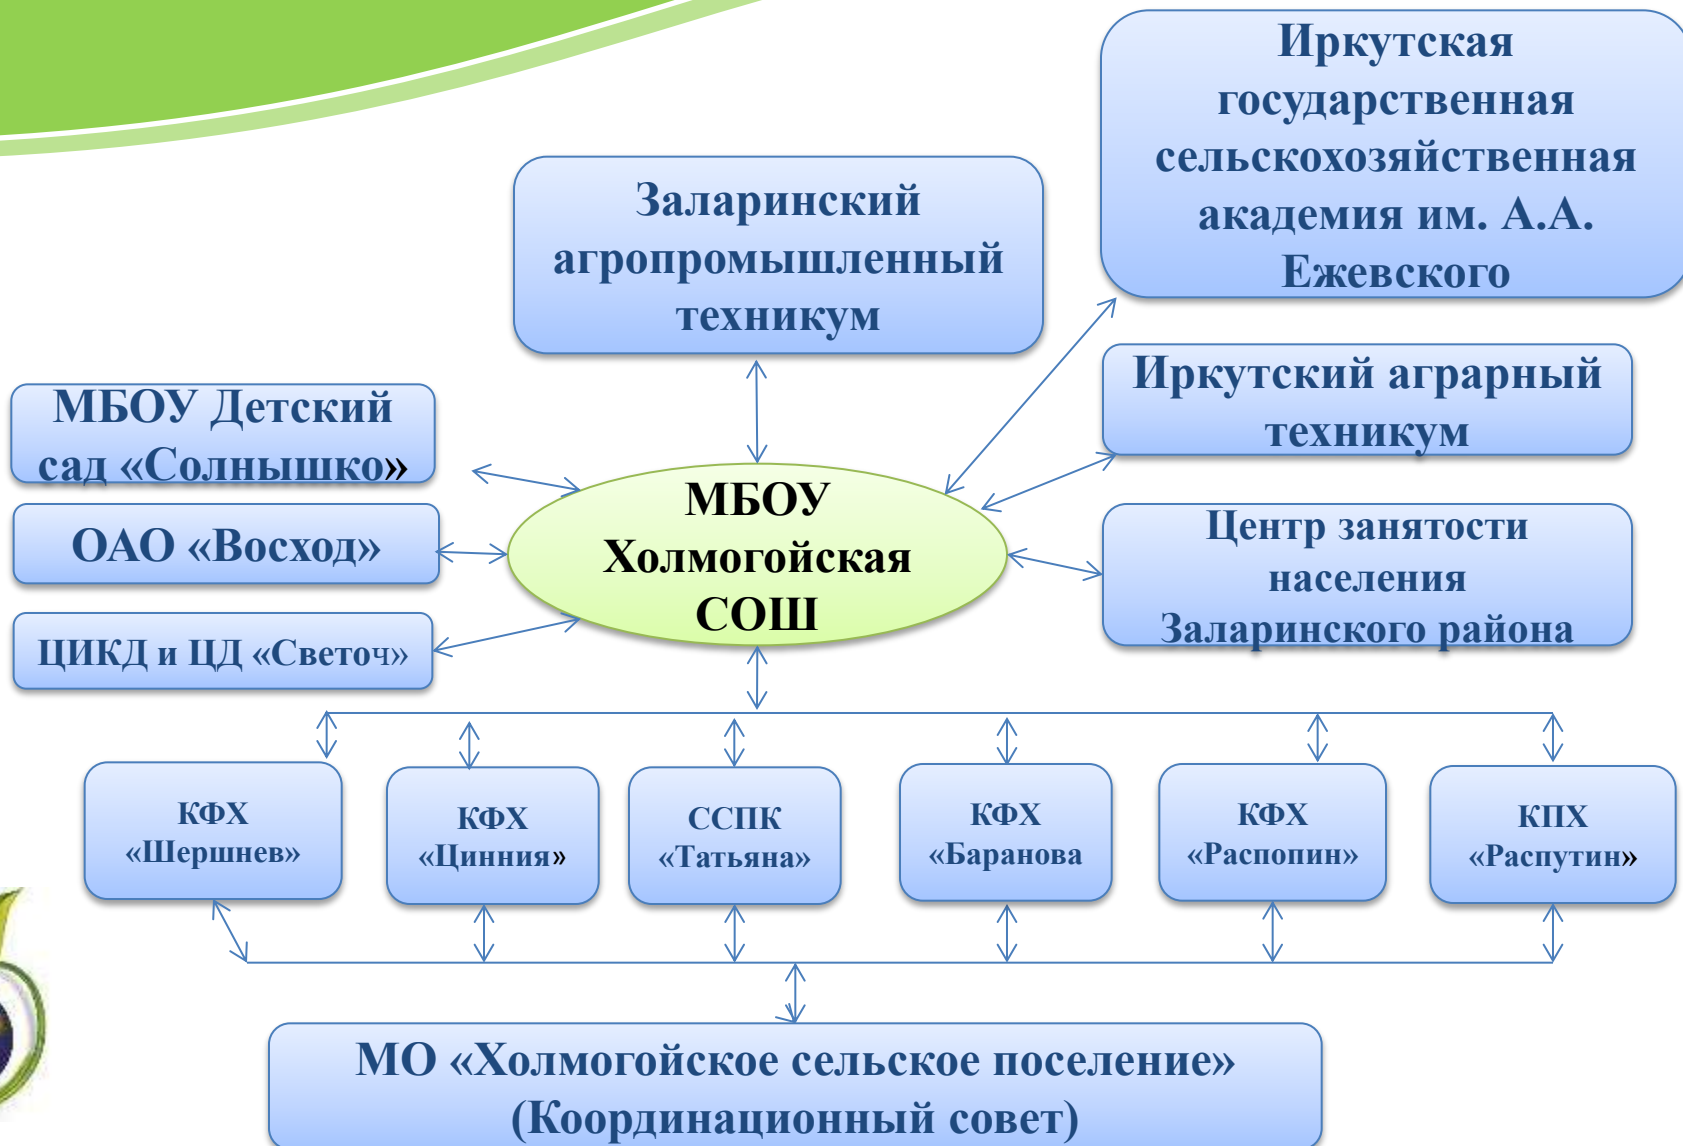 Иркутская
государственная
сельскохозяйственная
академия им. А.А.
Ежевского
Заларинский
агропромышленный
техникум
Иркутский аграрный
техникум
МБОУ Детский
сад «Солнышко»
МБОУ
Холмогойская
СОШ
ОАО «Восход»
Центр занятости
населения
Заларинского района
ЦИКД и ЦД «Светоч»
КФХ
«Шершнев»
КФХ
«Цинния»
ССПК
«Татьяна»
КФХ
«Баранова
КФХ
«Распопин»
КПХ
«Распутин»
МО «Холмогойское сельское поселение»
(Координационный совет)